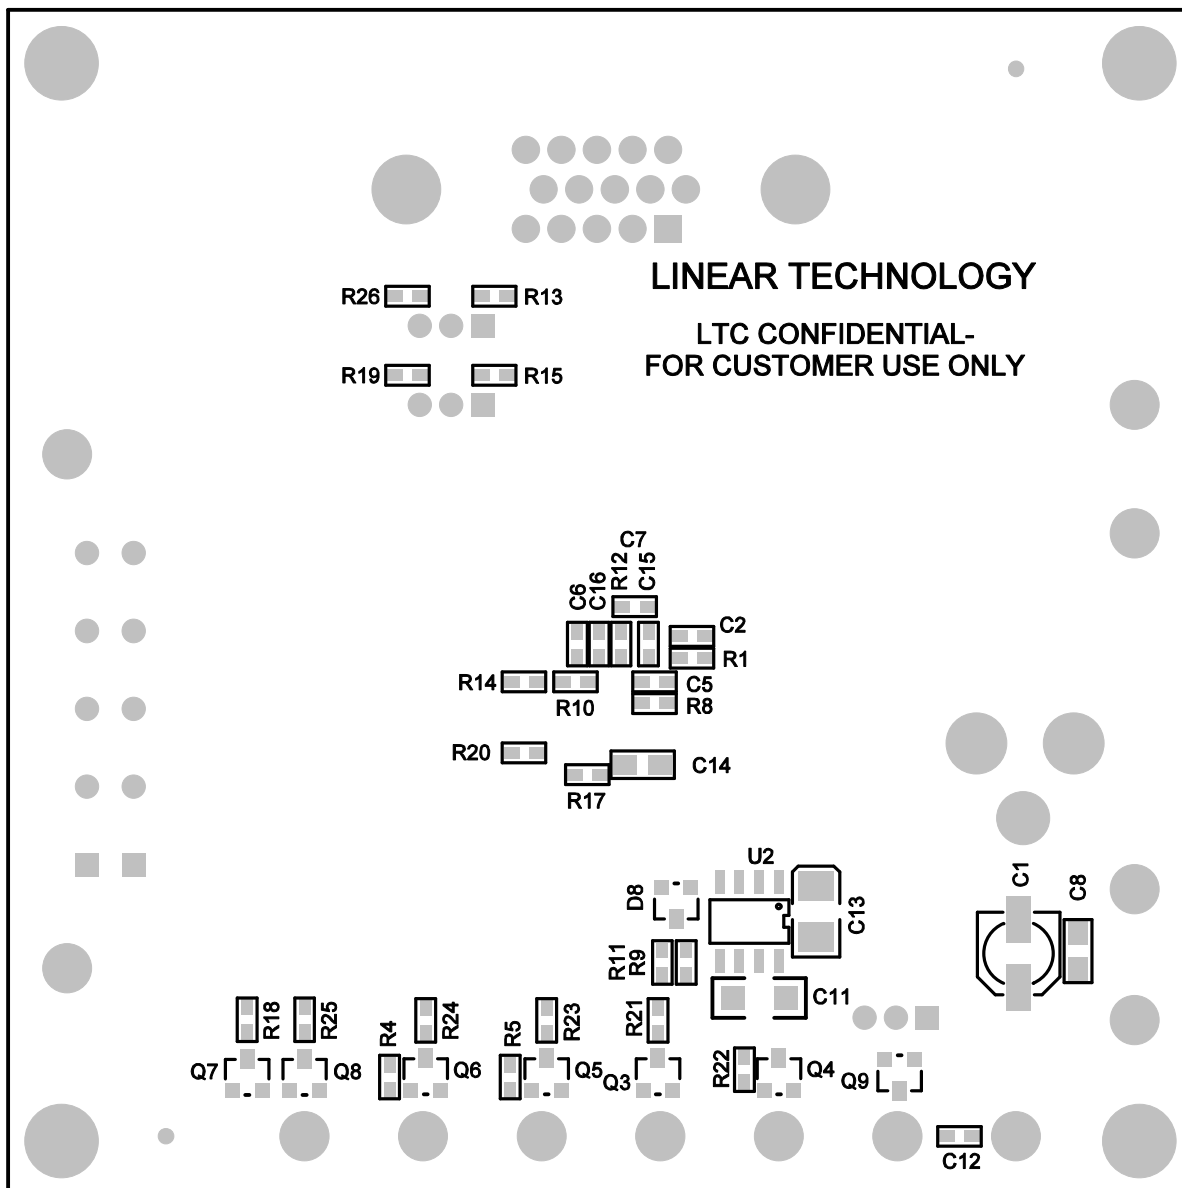 LINEAR TECHNOLOGY
LTC CONFIDENTIAL-
FOR CUSTOMER USE ONLY
R26
R13
R19
R15
C7
C6
C16
R12
C15
C2
R1
R14
R10
C5
R8
R20
R17
C14
U2
D8
C13
C1
C8
R11
R9
C11
R18
R25
R4
R24
R5
R23
R21
R22
Q7
Q8
Q6
Q5
Q3
Q4
Q9
C12